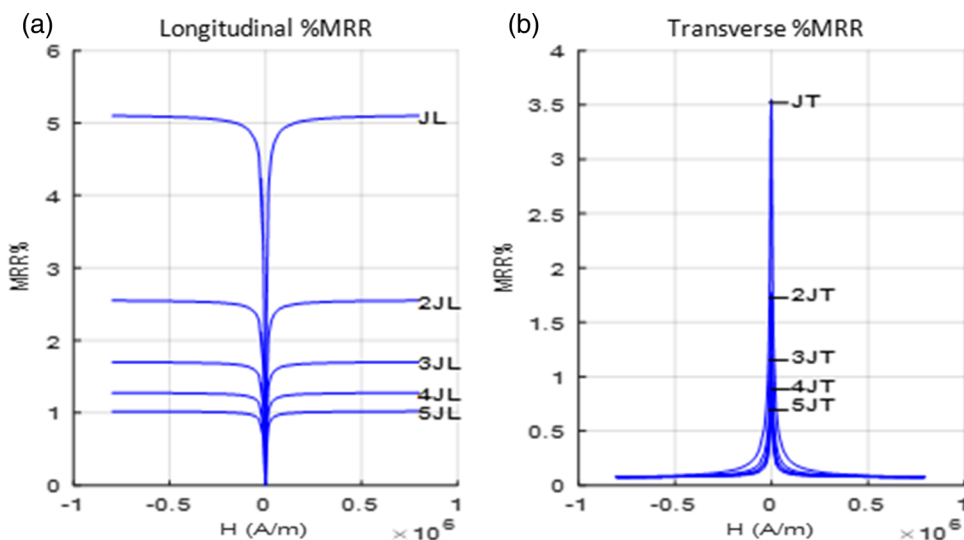 (a)
Longitudinal %MRR
6
5
4
3
2
1
0
MRR%
JL
2JL
3JL
4JL
5JL
-1
-0.5
0
0.5
1
H (A/m)
× 10^6
(b)
Transverse %MRR
4
3.5
3
2.5
2
1.5
1
0.5
0
MRR%
JT
2JT
3JT
4JT
5JT
-1
-0.5
0
0.5
1
H (A/m)
× 10^6